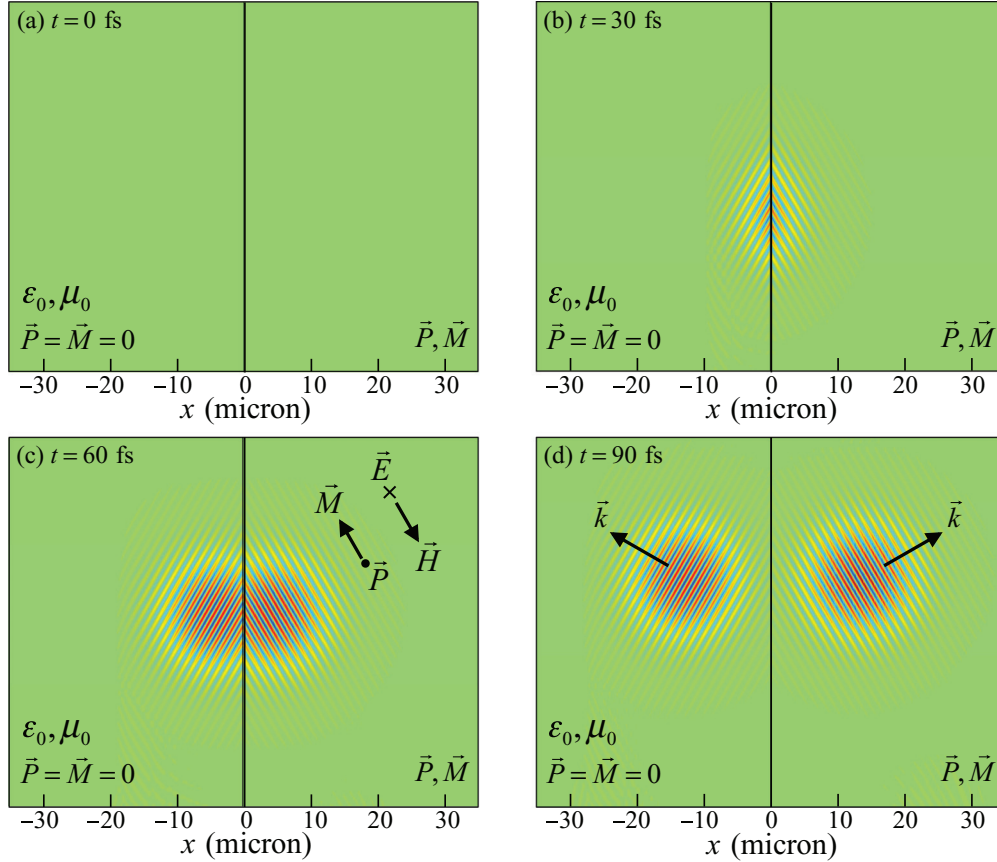 (a) t = 0 fs
ε₀, μ₀
P⃗ = M⃗ = 0
P⃗, M⃗
−30 −20 −10 0 10 20 30
x (micron)
(b) t = 30 fs
ε₀, μ₀
P⃗ = M⃗ = 0
P⃗, M⃗
−30 −20 −10 0 10 20 30
x (micron)
(c) t = 60 fs
E⃗
M⃗
H⃗
P⃗
ε₀, μ₀
P⃗ = M⃗ = 0
P⃗, M⃗
−30 −20 −10 0 10 20 30
x (micron)
(d) t = 90 fs
k⃗
k⃗
ε₀, μ₀
P⃗ = M⃗ = 0
P⃗, M⃗
−30 −20 −10 0 10 20 30
x (micron)